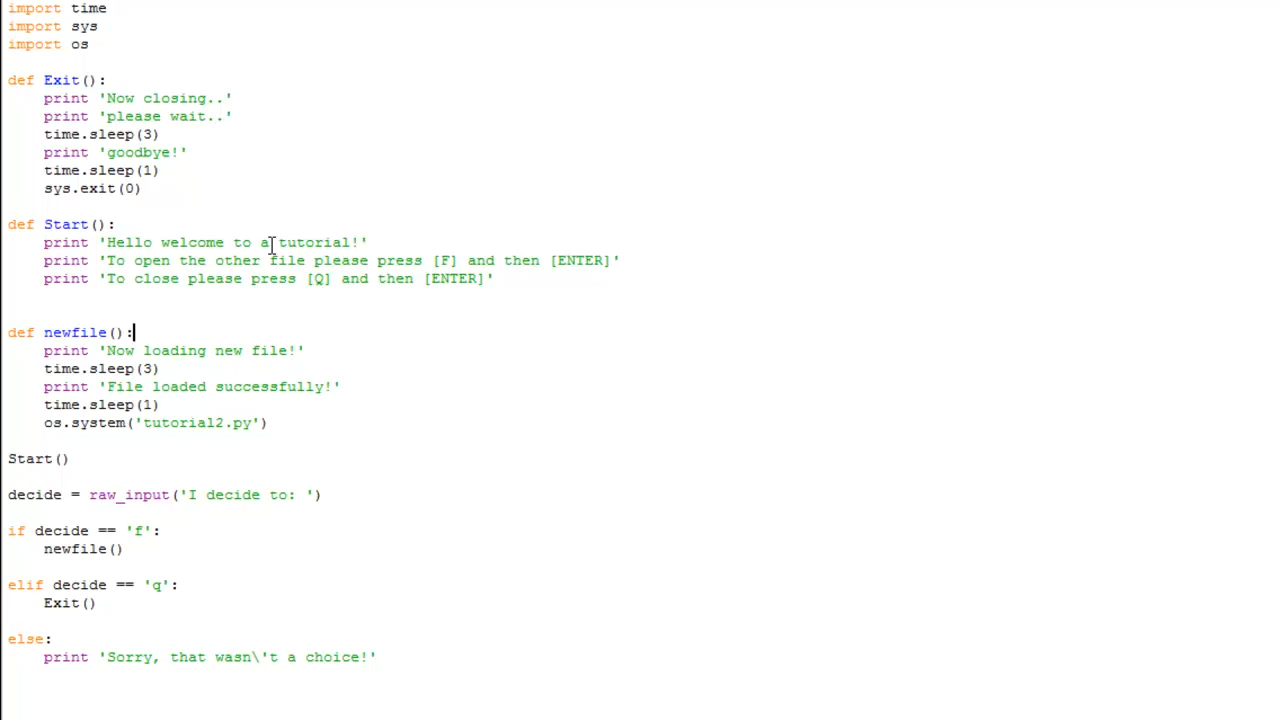 import time
import sys
import os
def Exit():
    print 'Now closing..'
    print 'please wait..'
    time.sleep(3)
    print 'goodbye!'
    time.sleep(1)
    sys.exit(0)
def Start():
    print 'Hello welcome to a tutorial!'
    print 'To open the other file please press [F] and then [ENTER]'
    print 'To close please press [Q] and then [ENTER]'
def newfile():
    print 'Now loading new file!'
    time.sleep(3)
    print 'File loaded successfully!'
    time.sleep(1)
    os.system('tutorial2.py')
Start()
decide = raw_input('I decide to: ')
if decide == 'f':
    newfile()
elif decide == 'q':
    Exit()
else:
    print 'Sorry, that wasn\'t a choice!'